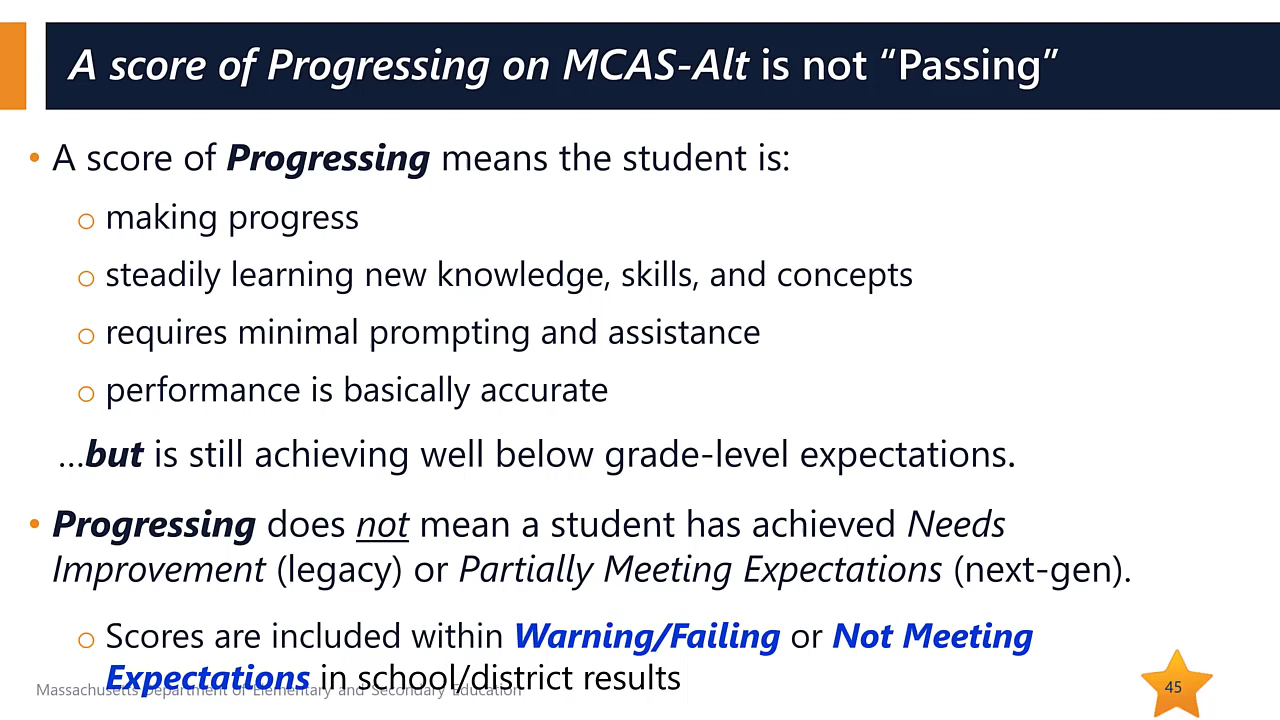 A score of Progressing on MCAS-Alt is not “Passing”
• A score of Progressing means the student is:
o making progress
o steadily learning new knowledge, skills, and concepts
o requires minimal prompting and assistance
o performance is basically accurate
…but is still achieving well below grade-level expectations.
• Progressing does not mean a student has achieved Needs
Improvement (legacy) or Partially Meeting Expectations (next-gen).
o Scores are included within Warning/Failing or Not Meeting
Expectations in school/district results
Massachusetts Department of Elementary and Secondary Education
45